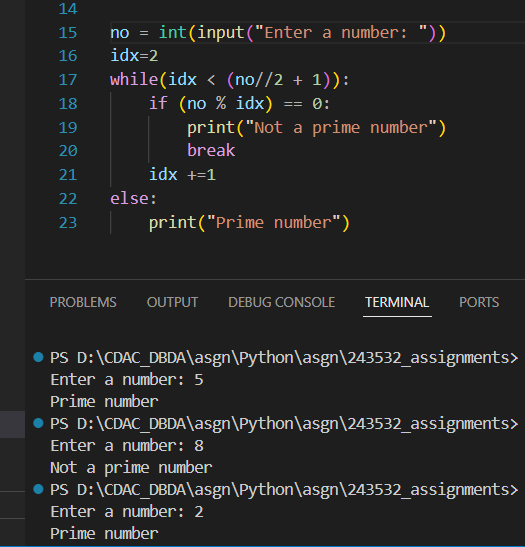 14
15 no = int(input("Enter a number: "))
16 idx=2
17 while(idx < (no//2 + 1)):
18     if (no % idx) == 0:
19         print("Not a prime number")
20         break
21     idx +=1
22 else:
23     print("Prime number")
PROBLEMS OUTPUT DEBUG CONSOLE TERMINAL PORTS
PS D:\CDAC_DBDA\asgn\Python\asgn\243532_assignments>
Enter a number: 5
Prime number
PS D:\CDAC_DBDA\asgn\Python\asgn\243532_assignments>
Enter a number: 8
Not a prime number
PS D:\CDAC_DBDA\asgn\Python\asgn\243532_assignments>
Enter a number: 2
Prime number